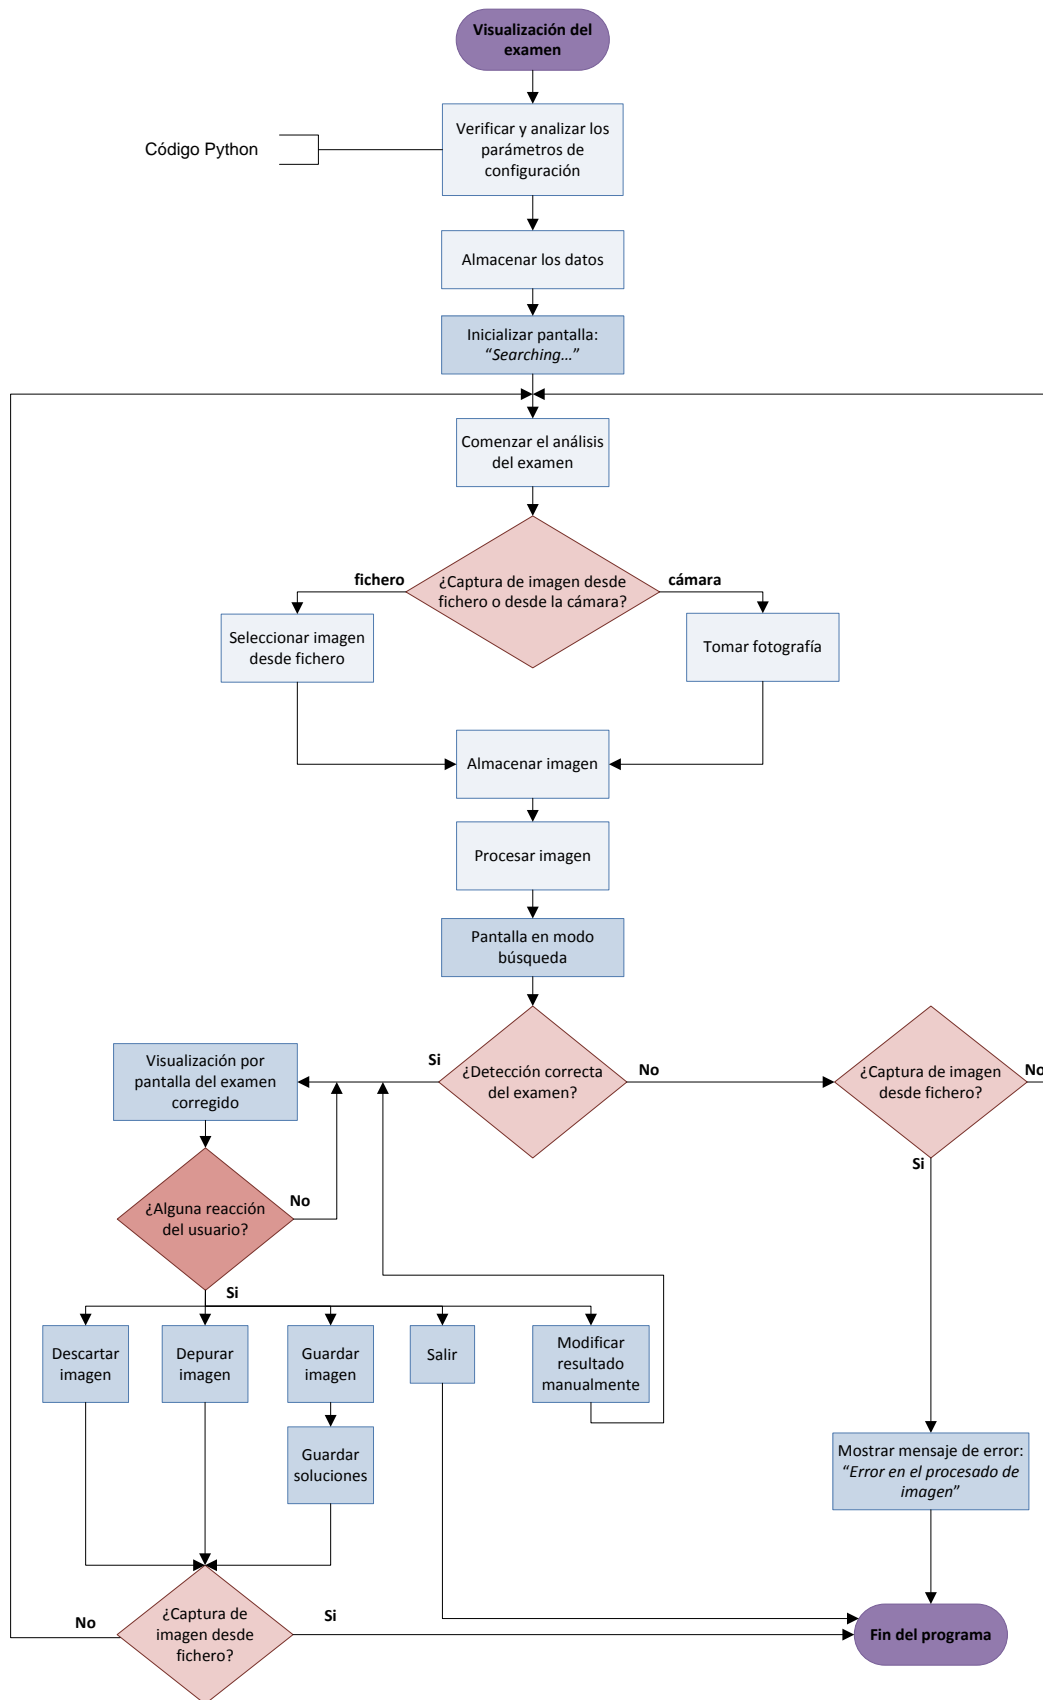 Visualización del
examen
Verificar y analizar los
parámetros de
configuración
Código Python
Almacenar los datos
Inicializar pantalla:
“Searching…”
Comenzar el análisis
del examen
¿Captura de imagen desde
fichero o desde la cámara?
fichero
cámara
Seleccionar imagen
desde fichero
Tomar fotografía
Almacenar imagen
Procesar imagen
Pantalla en modo
búsqueda
¿Detección correcta
del examen?
Si
No
¿Captura de imagen
desde fichero?
No
Si
Visualización por
pantalla del examen
corregido
¿Alguna reacción
del usuario?
No
Si
Descartar
imagen
Depurar
imagen
Guardar
imagen
Salir
Modificar
resultado
manualmente
Guardar
soluciones
Mostrar mensaje de error:
“Error en el procesado de
imagen”
¿Captura de
imagen desde
fichero?
No
Si
Fin del programa